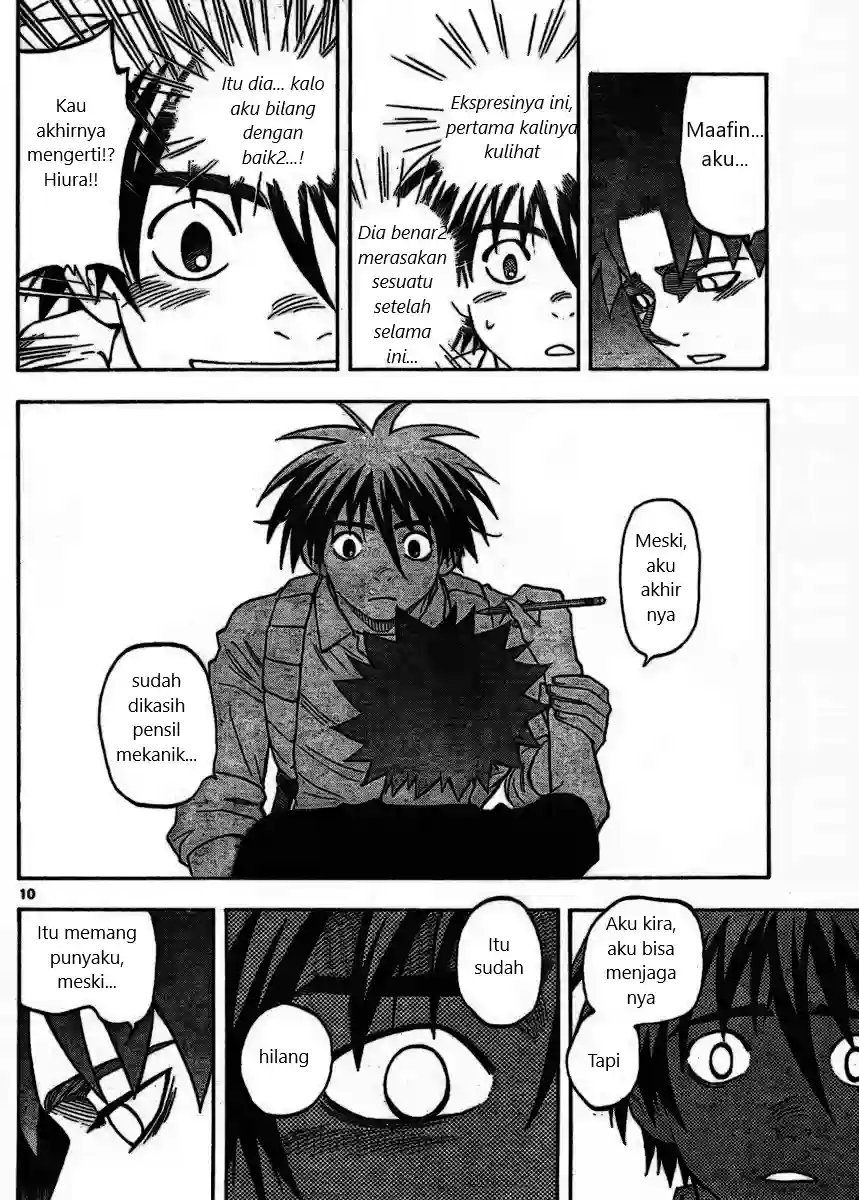 Maafin...
aku...
Ekspresinya ini,
pertama kalinya
kulihat
Dia benar2
merasakan
sesuatu
setelah
selama
ini...
Itu dia... kalo
aku bilang
dengan
baik2...!
Kau
akhirnya
mengerti!?
Hiura!!
Meski,
aku
akhir
nya
sudah
dikasih
pensil
mekanik...
10
Aku kira,
aku bisa
menjaga
nya
Tapi
Itu
sudah
hilang
Itu memang
punyaku,
meski...